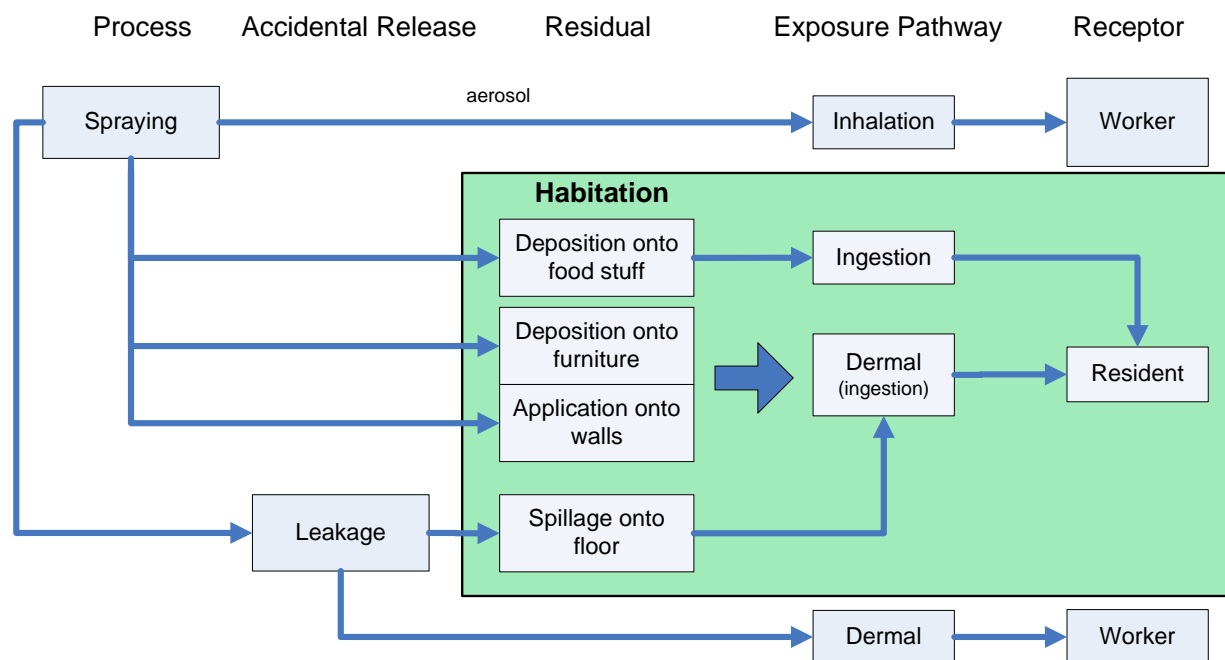 Process Accidental Release Residual Exposure Pathway Receptor
aerosol
Spraying Inhalation Worker
Habitation
Deposition onto
food stuff
Ingestion
Deposition onto
furniture
Dermal
(ingestion)
Resident
Application onto
walls
Leakage
Spillage onto
floor
Dermal Worker